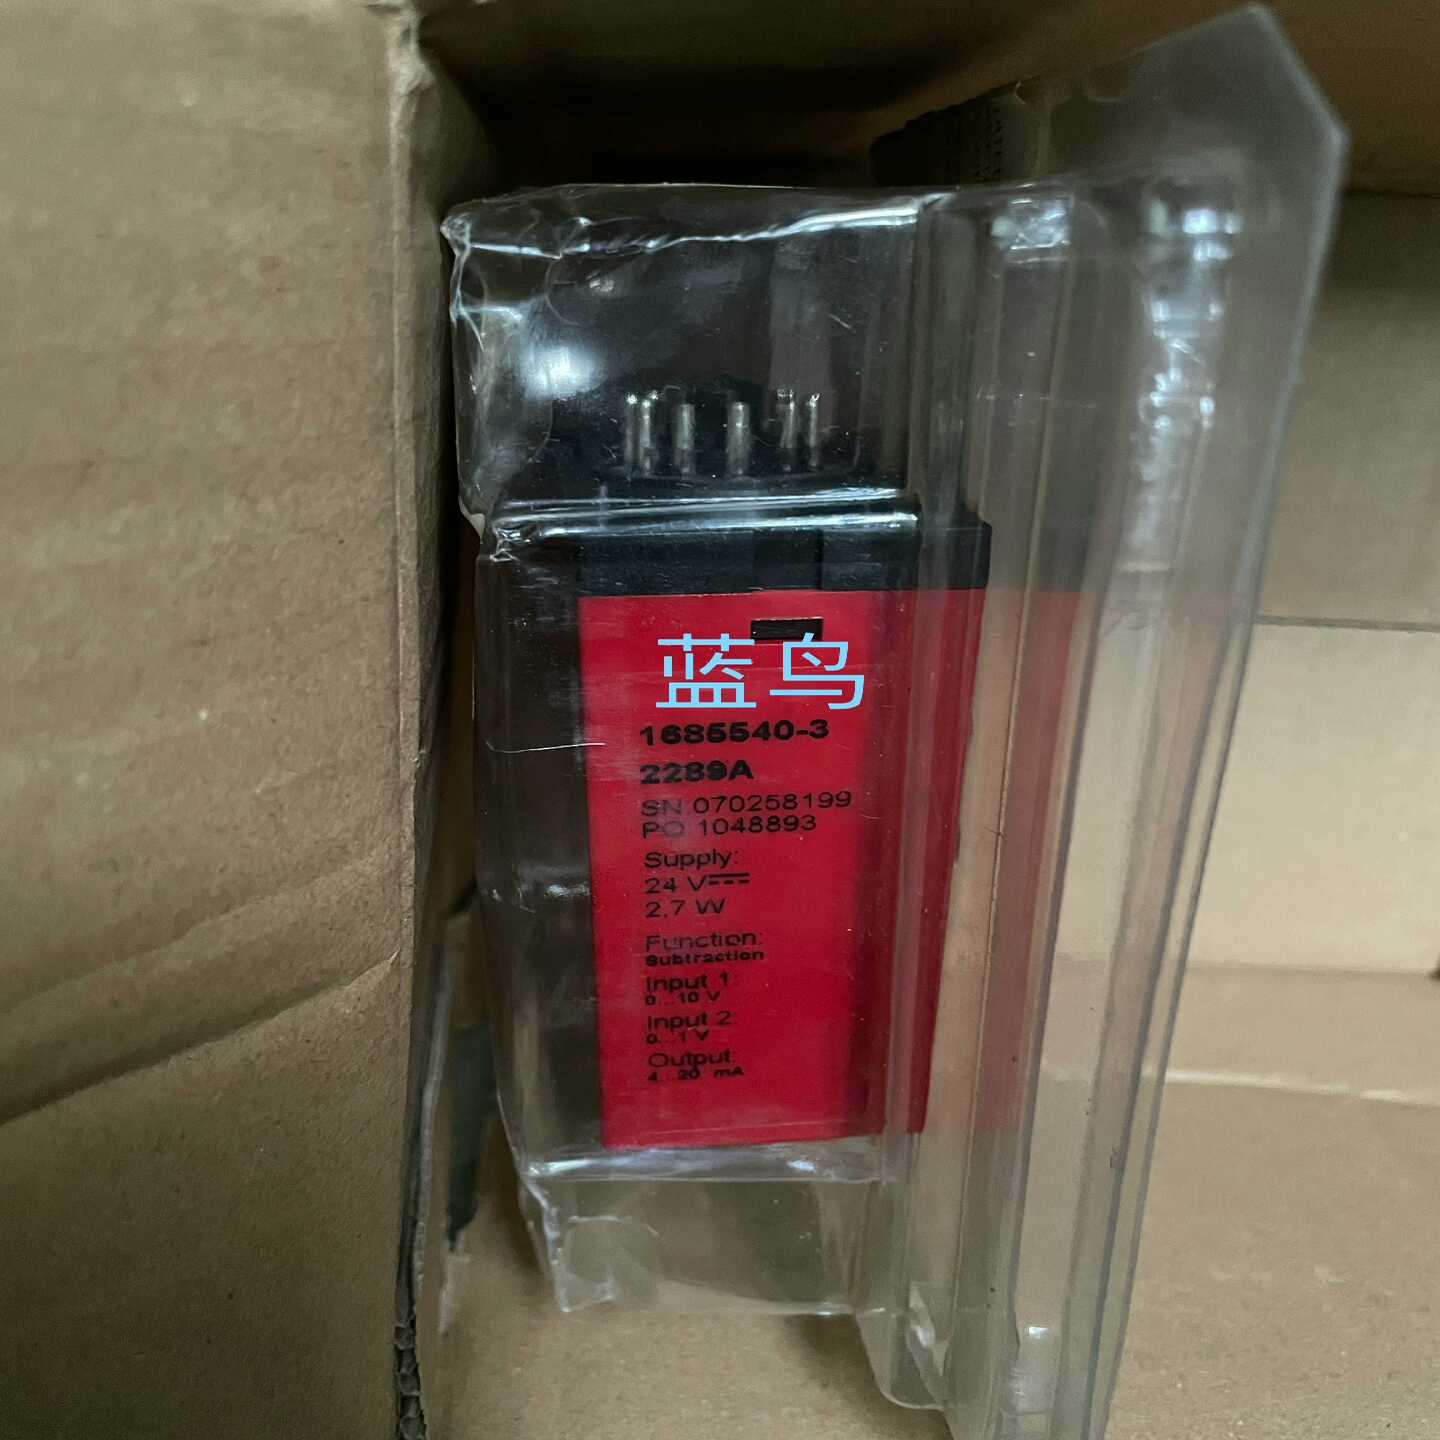 蓝鸟
1685540-3
2289A
SN 070258199
PO 1048893
Supply:
24 V
2,7 W
Function:
Subtraction
Input 1:
0...10 V
Input 2:
0...1 V
Output:
4...20 mA